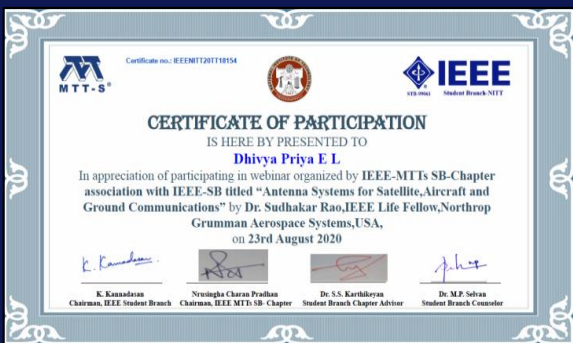 MTT-S®
Certificate no.: IEEENITT20TT18154
IEEE
STB-99661
Student Branch-NITT
CERTIFICATE OF PARTICIPATION
IS HERE BY PRESENTED TO
Dhivya Priya E L
In appreciation of participating in webinar organized by IEEE-MTTs SB-Chapter
association with IEEE-SB titled “Antenna Systems for Satellite,Aircraft and
Ground Communications” by Dr. Sudhakar Rao,IEEE Life Fellow,Northrop
Grumman Aerospace Systems,USA,
on 23rd August 2020
K. Kannadasan
K. Kannadasan
Chairman, IEEE Student Branch
Nrusingha Charan Pradhan
Chairman, IEEE MTTs SB- Chapter
Dr. S.S. Karthikeyan
Student Branch Chapter Advisor
Dr. M.P. Selvan
Student Branch Counselor